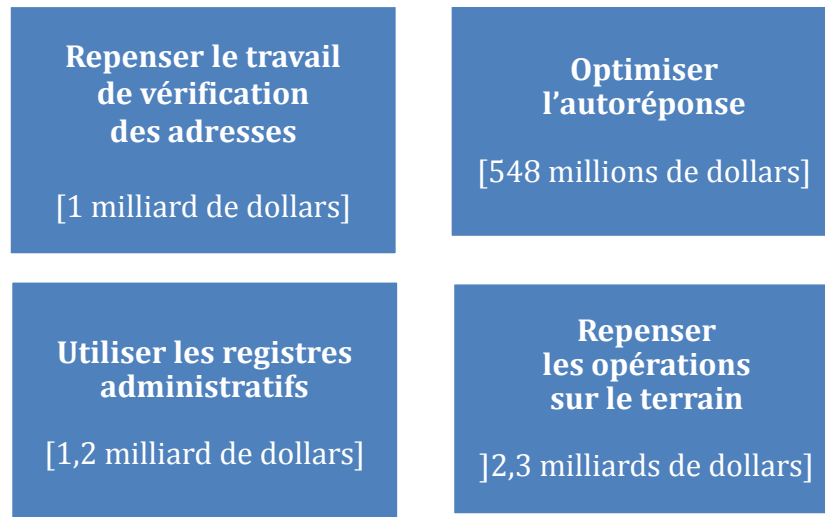 Repenser le travail
de vérification
des adresses
[1 milliard de dollars]
Optimiser
l’autoréponse
[548 millions de dollars]
Utiliser les registres
administratifs
[1,2 milliard de dollars]
Repenser
les opérations
sur le terrain
]2,3 milliards de dollars]